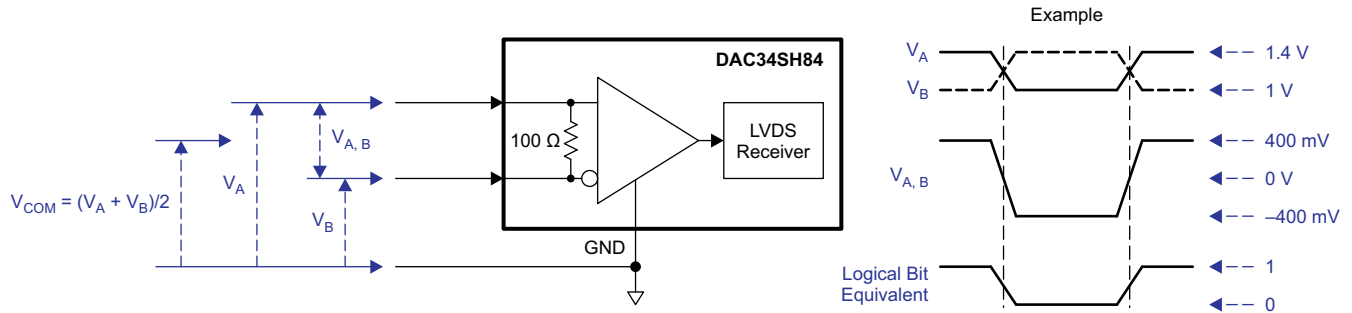 Example
DAC34SH84
100 Ω
LVDS
Receiver
GND
V_A, B
V_A
V_B
V_COM = (V_A + V_B)/2
V_A
V_B
1.4 V
1 V
V_A, B
400 mV
0 V
–400 mV
Logical Bit
Equivalent
1
0